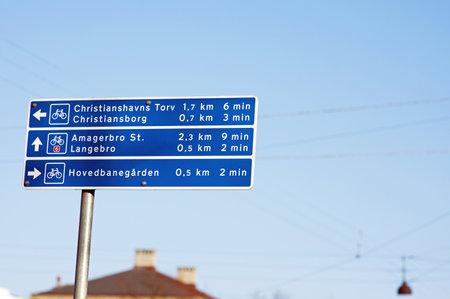 Christianshavns Torv 1,7 km 6 min
Christiansborg 0,7 km 3 min
Amagerbro St. 2,3 km 9 min
Langebro 0,5 km 2 min
Hovedbanegården 0,5 km 2 min